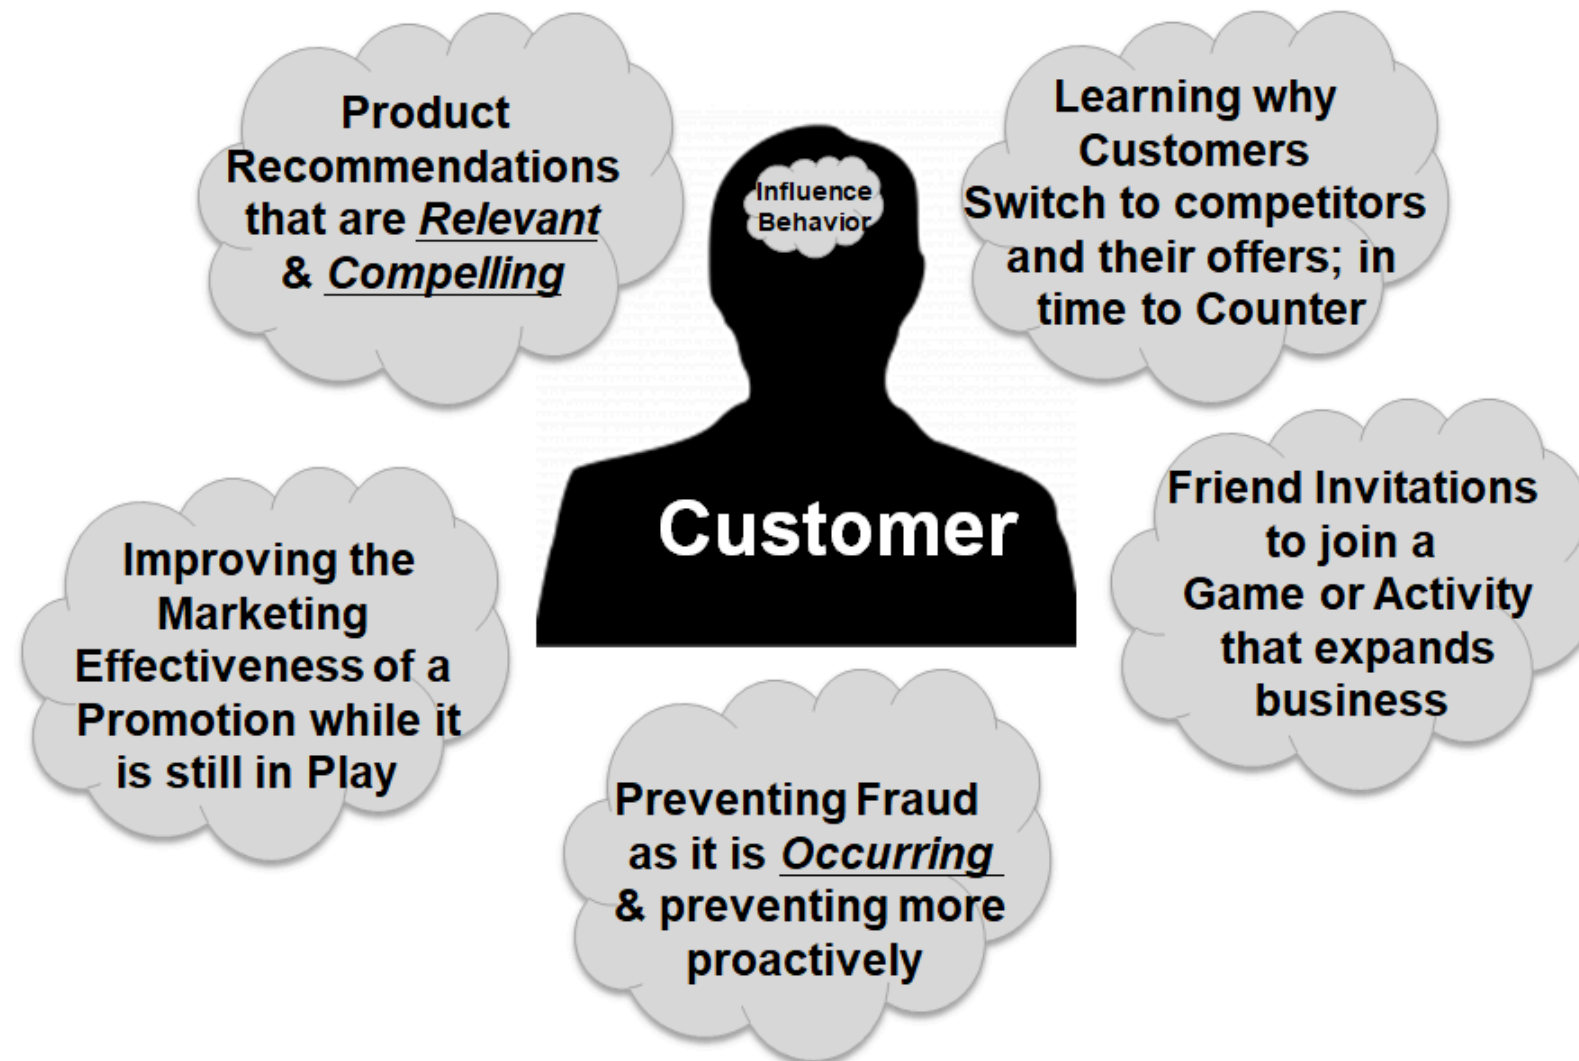 Product
Recommendations
that are Relevant
& Compelling
Influence
Behavior
Learning why
Customers
Switch to competitors
and their offers; in
time to Counter
Customer
Improving the
Marketing
Effectiveness of a
Promotion while it
is still in Play
Friend Invitations
to join a
Game or Activity
that expands
business
Preventing Fraud
as it is Occurring
& preventing more
proactively